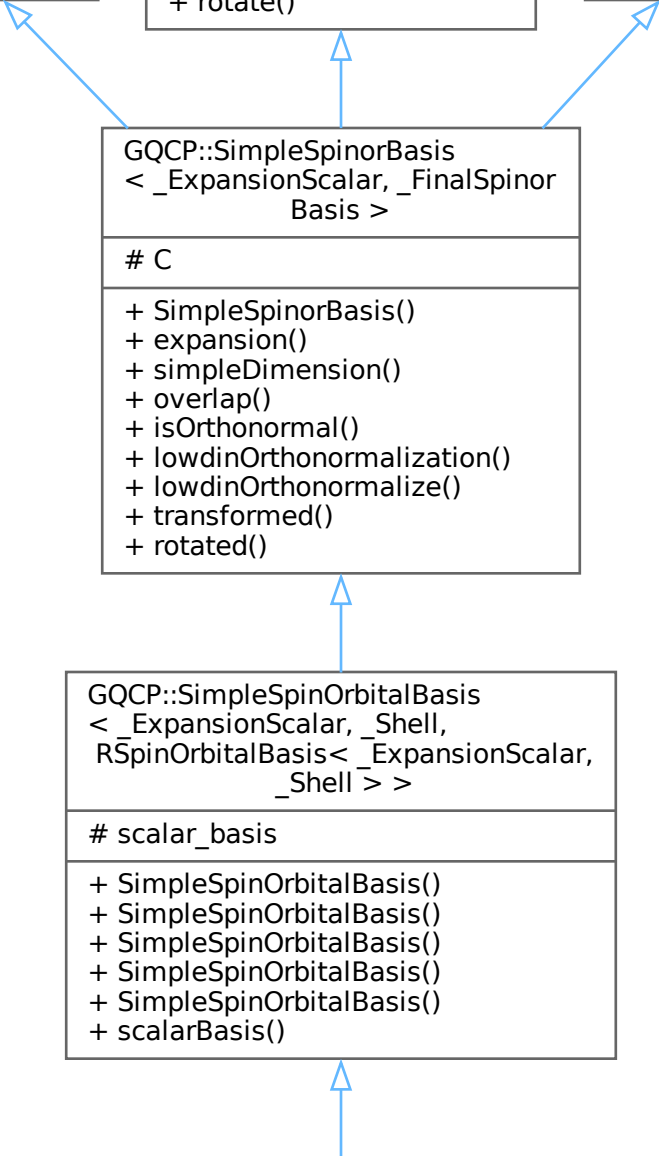 + rotate()
GQCP::SimpleSpinorBasis
< _ExpansionScalar, _FinalSpinor
Basis >
# C
+ SimpleSpinorBasis()
+ expansion()
+ simpleDimension()
+ overlap()
+ isOrthonormal()
+ lowdinOrthonormalization()
+ lowdinOrthonormalize()
+ transformed()
+ rotated()
GQCP::SimpleSpinOrbitalBasis
< _ExpansionScalar, _Shell,
RSpinOrbitalBasis< _ExpansionScalar,
_Shell > >
# scalar_basis
+ SimpleSpinOrbitalBasis()
+ SimpleSpinOrbitalBasis()
+ SimpleSpinOrbitalBasis()
+ SimpleSpinOrbitalBasis()
+ SimpleSpinOrbitalBasis()
+ scalarBasis()